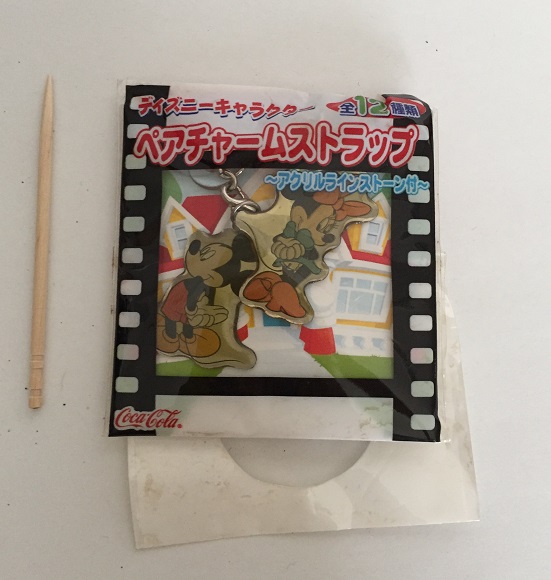 ディズニーキャラクター 全12種類
ペアチャームストラップ
～アクリルラインストーン付～
Coca-Cola®